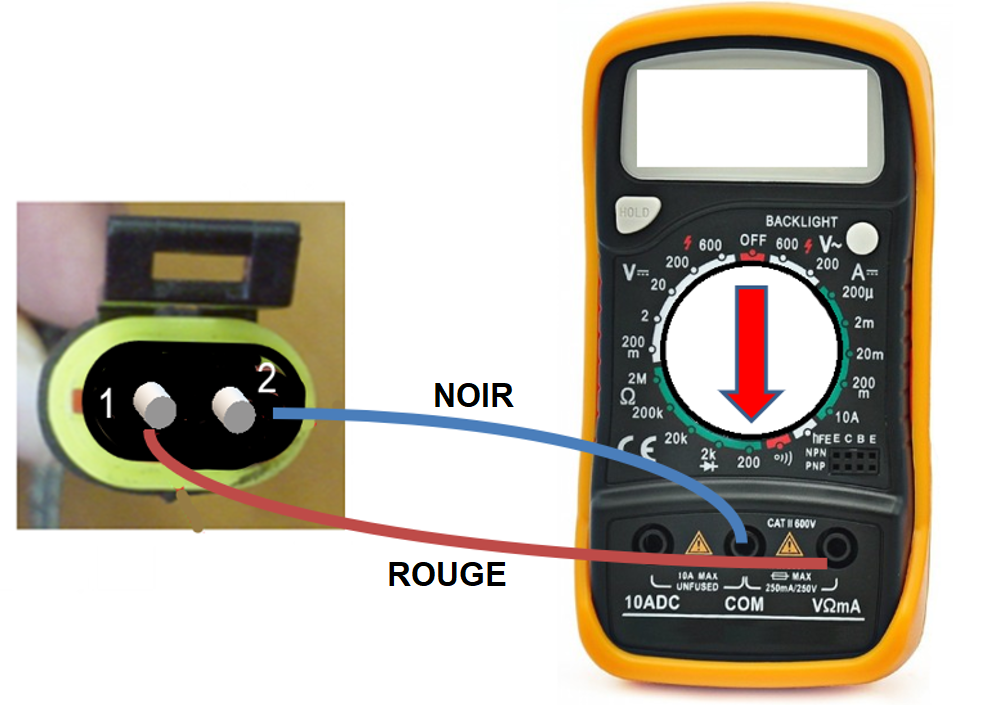 1
2
NOIR
ROUGE
HOLD
BACKLIGHT
OFF
600
200
20
2
200
m
2M
Ω
200k
20k
2k
200
V⎓
600
V~
200
A⎓
200µ
2m
20m
200
m
10A
hFE E C B E
NPN
PNP
CE
•)))
CAT II 600V
10A MAX
UNFUSED
MAX
250mA/250V
10ADC
COM
VΩmA